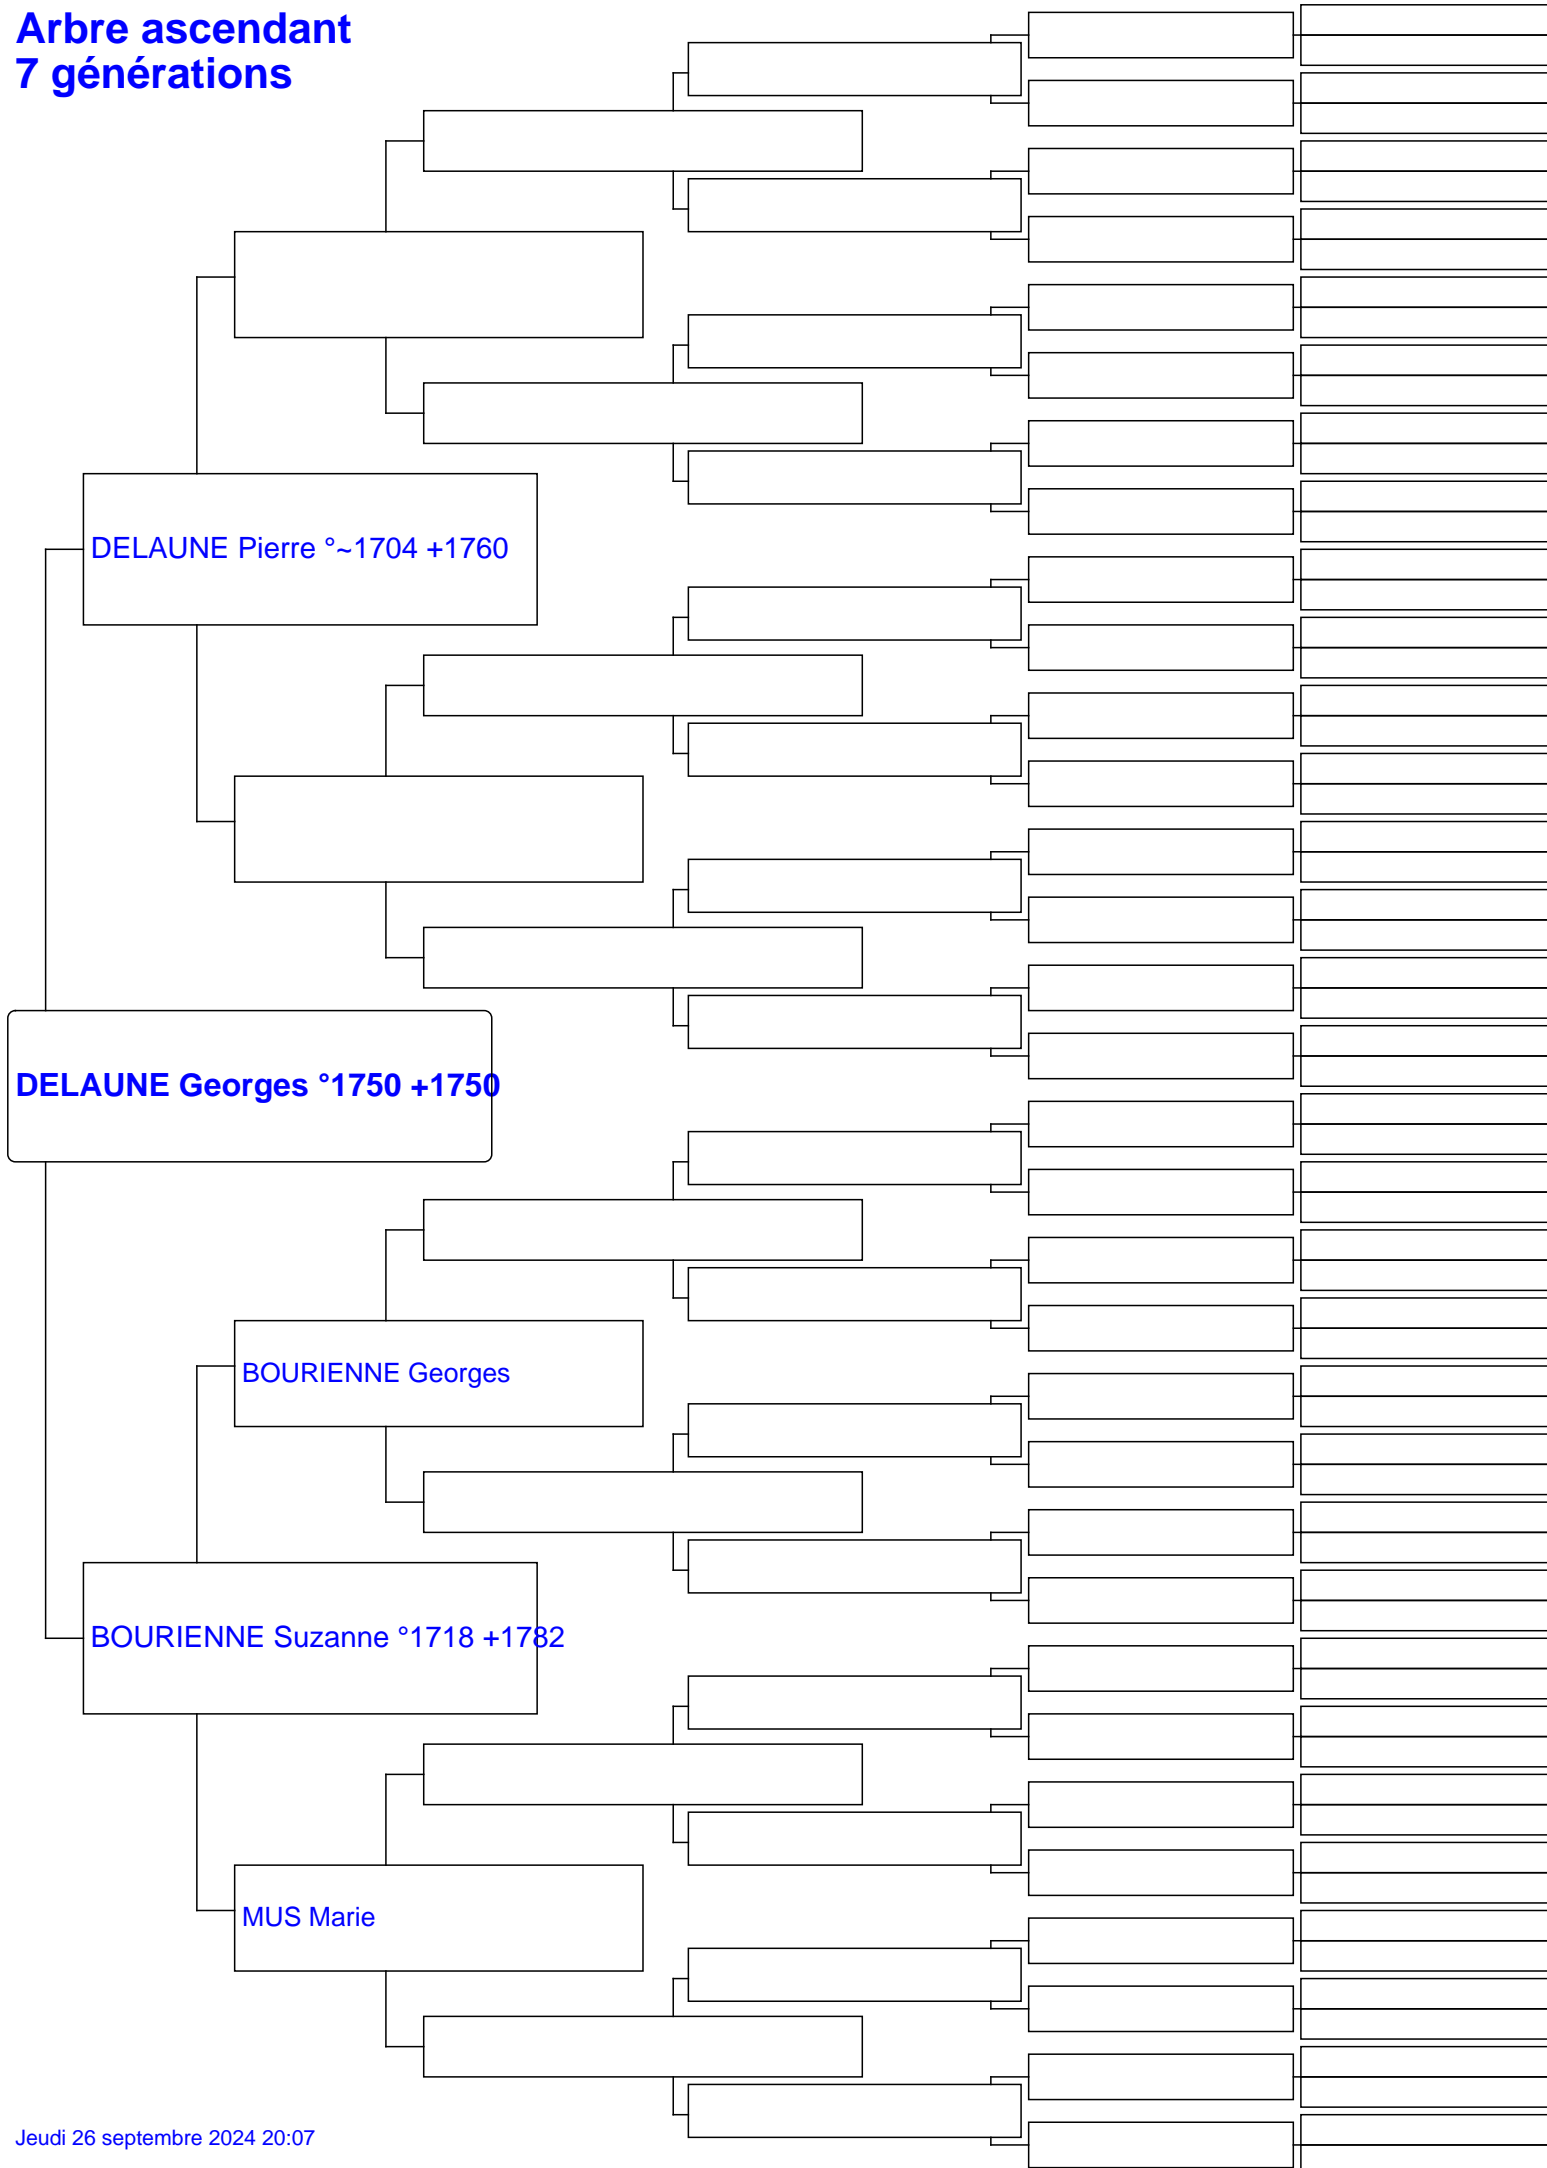 Arbre ascendant
7 générations
DELAUNE Pierre °~1704 +1760
DELAUNE Georges °1750 +1750
BOURIENNE Georges
BOURIENNE Suzanne °1718 +1782
MUS Marie
Jeudi 26 septembre 2024 20:07